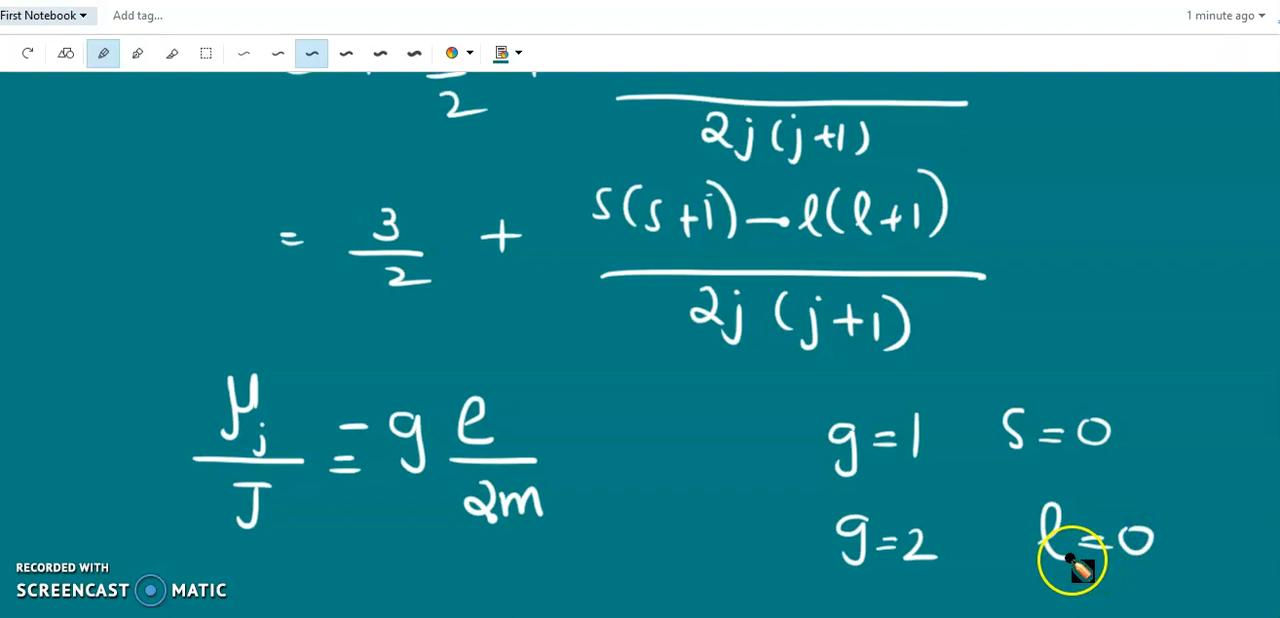 First Notebook Add tag... 1 minute ago
2
2j(j+1)
= 3/2 + s(s+1)-l(l+1) / 2j(j+1)
μj/J = g e/2m
g=1 s=0
g=2 l=0
RECORDED WITH
SCREENCAST MATIC